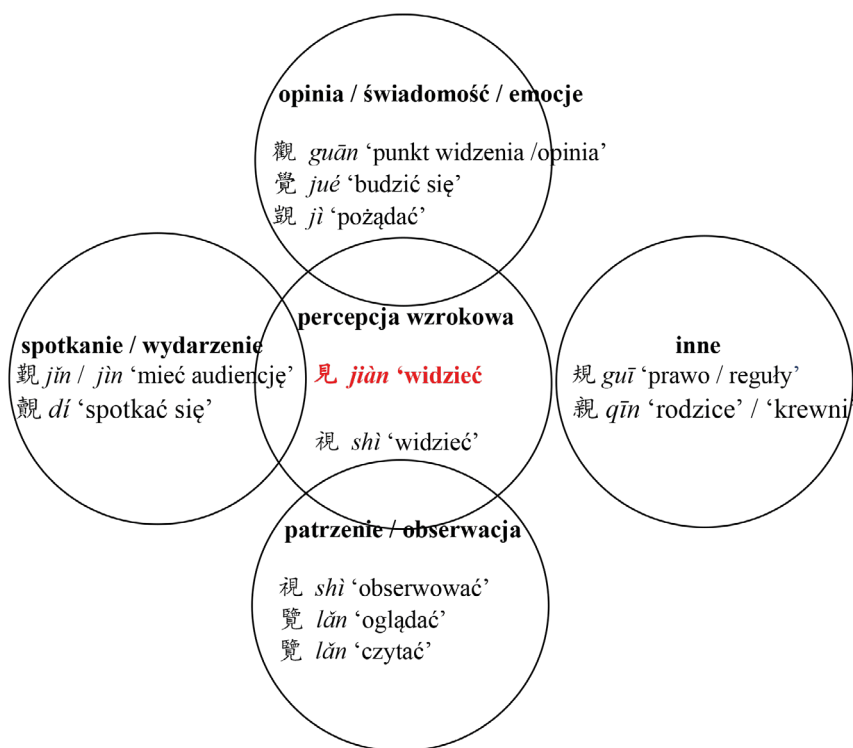 opinia / świadomość / emocje
觀 guān ‘punkt widzenia /opinia’
覺 jué ‘budzić się’
覬 jì ‘pożądać’
percepcja wzrokowa
見 jiàn ‘widzieć
視 shì ‘widzieć’
spotkanie / wydarzenie
覲 jǐn / jìn ‘mieć audiencję’
覿 dí ‘spotkać się’
inne
規 guī ‘prawo / reguły’
親 qīn ‘rodzice’ / ‘krewni’
patrzenie / obserwacja
視 shì ‘obserwować’
覽 lǎn ‘oglądać’
覽 lǎn ‘czytać’